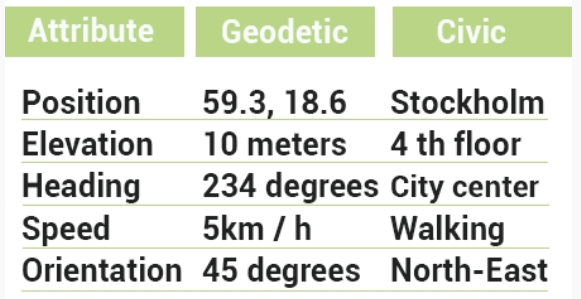 Attribute Geodetic Civic
Position 59.3, 18.6 Stockholm
Elevation 10 meters 4 th floor
Heading 234 degrees City center
Speed 5km / h Walking
Orientation 45 degrees North-East